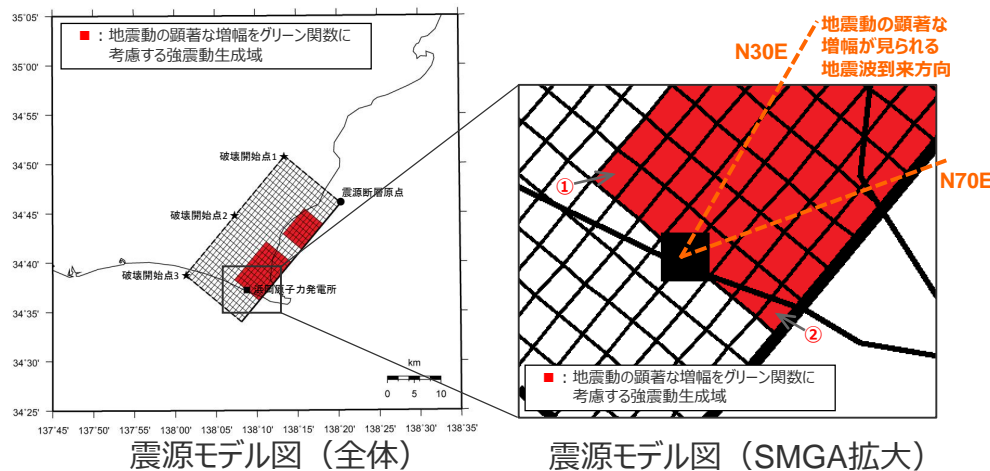 35˚05'
35˚00'
34˚55'
34˚50'
34˚45'
34˚40'
34˚35'
34˚30'
34˚25'
137˚45' 137˚50' 137˚55' 138˚00' 138˚05' 138˚10' 138˚15' 138˚20' 138˚25' 138˚30' 138˚35'
■：地震動の顕著な増幅をグリーン関数に
考慮する強震動生成域
破壊開始点1
震源断層原点
破壊開始点2
破壊開始点3
浜岡原子力発電所
km
0 5 10
震源モデル図（全体）
地震動の顕著な
増幅が見られる
地震波到来方向
N30E
N70E
①
②
■：地震動の顕著な増幅をグリーン関数に
考慮する強震動生成域
震源モデル図（SMGA拡大）